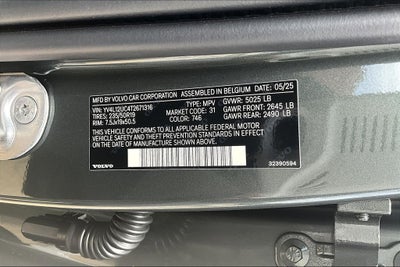 MFD BY VOLVO CAR CORPORATION ASSEMBLED IN BELGIUM 05/25
VIN: YV4L12UC4T2671316 TYPE: MPV GVWR: 5025 LB
TIRES: 235/50R19 MARKET CODE: 31 GAWR FRONT: 2645 LB
RIM: 7.5Jx19x50.5 COLOR: 746 GAWR REAR: 2490 LB
THIS VEHICLE CONFORMS TO ALL APPLICABLE FEDERAL MOTOR
VEHICLE SAFETY AND THEFT PREVENTION STANDARDS IN
EFFECT ON THE DATE OF MANUFACTURE SHOWN ABOVE.
VOLVO 32390594